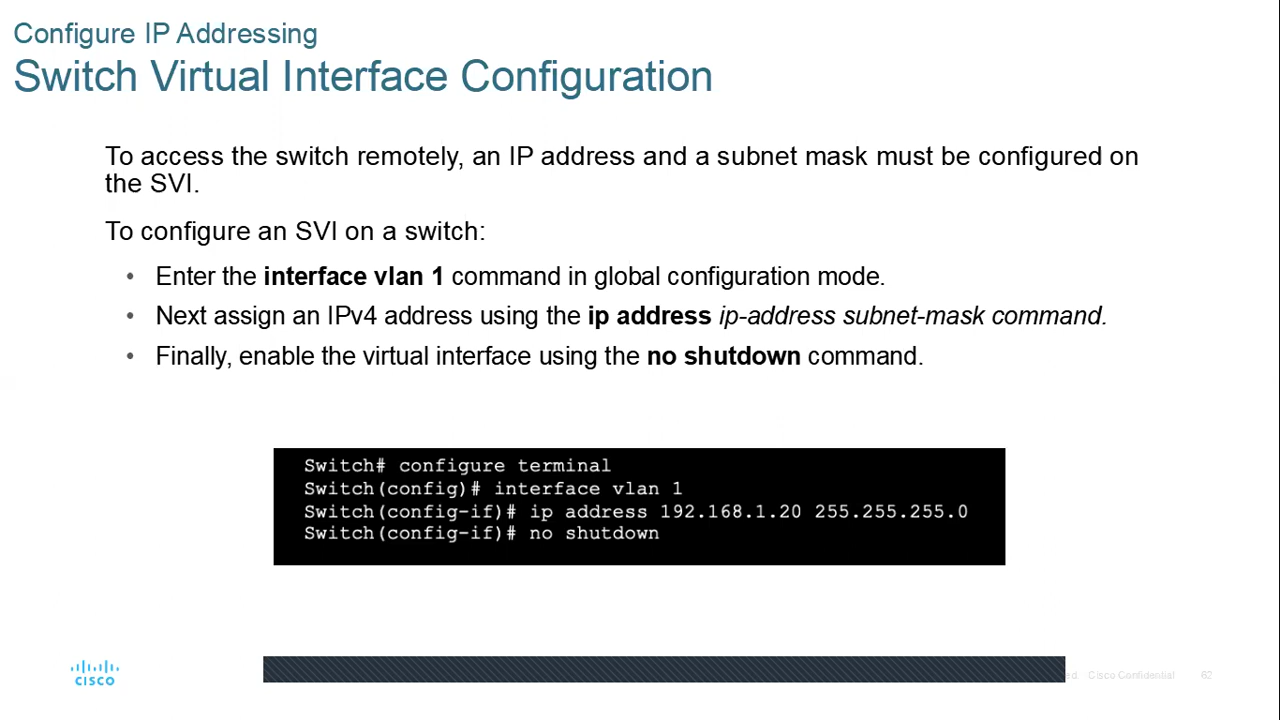 Configure IP Addressing
Switch Virtual Interface Configuration
To access the switch remotely, an IP address and a subnet mask must be configured on
the SVI.
To configure an SVI on a switch:
• Enter the interface vlan 1 command in global configuration mode.
• Next assign an IPv4 address using the ip address ip-address subnet-mask command.
• Finally, enable the virtual interface using the no shutdown command.
Switch# configure terminal
Switch(config)# interface vlan 1
Switch(config-if)# ip address 192.168.1.20 255.255.255.0
Switch(config-if)# no shutdown
CISCO
Cisco Confidential 62